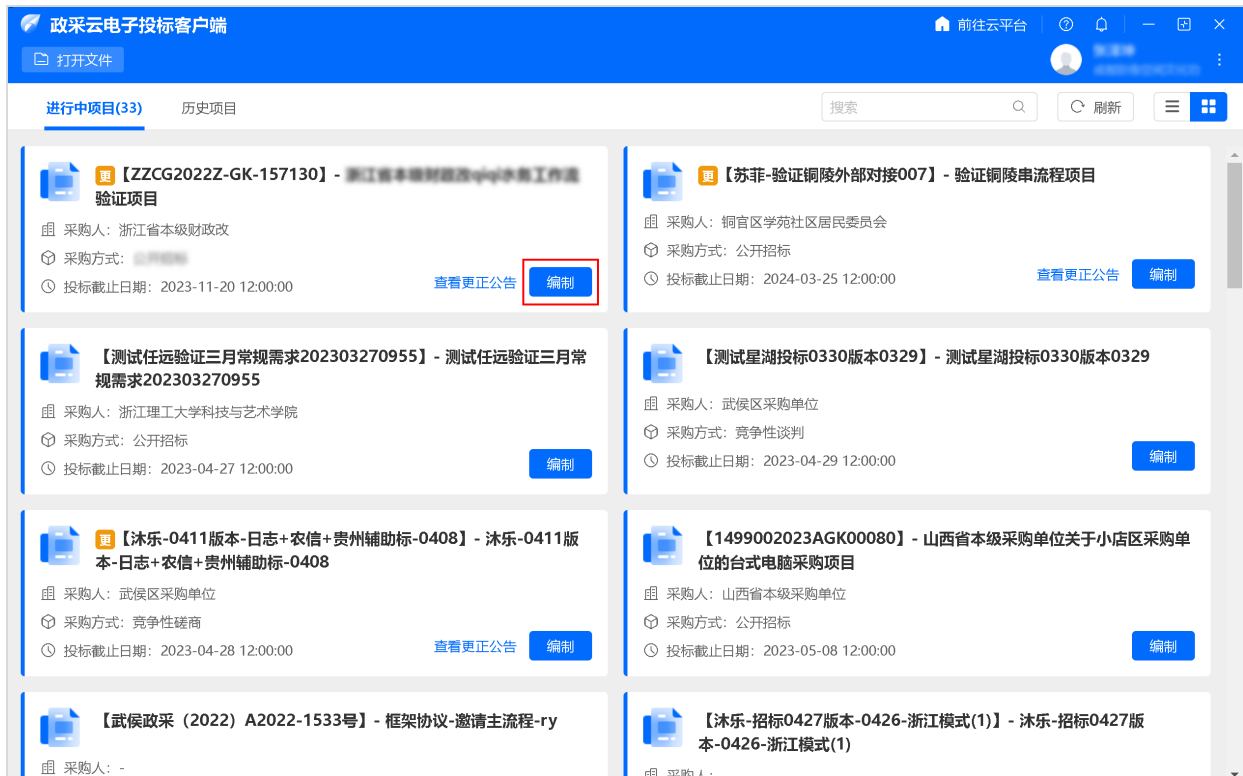 政采云电子投标客户端
前往云平台
打开文件
进行中项目(33)
历史项目
搜索
刷新
更【ZZCG2022Z-GK-157130】-
验证项目
采购人：浙江省本级财政改
采购方式：
投标截止日期：2023-11-20 12:00:00
查看更正公告
编制
更【苏菲-验证铜陵外部对接007】- 验证铜陵串流程项目
采购人：铜官区学苑社区居民委员会
采购方式：公开招标
投标截止日期：2024-03-25 12:00:00
查看更正公告
编制
【测试任远验证三月常规需求202303270955】- 测试任远验证三月常
规需求202303270955
采购人：浙江理工大学科技与艺术学院
采购方式：公开招标
投标截止日期：2023-04-27 12:00:00
编制
【测试星湖投标0330版本0329】- 测试星湖投标0330版本0329
采购人：武侯区采购单位
采购方式：竞争性谈判
投标截止日期：2023-04-29 12:00:00
编制
更【沐乐-0411版本-日志+农信+贵州辅助标-0408】- 沐乐-0411版
本-日志+农信+贵州辅助标-0408
采购人：武侯区采购单位
采购方式：竞争性磋商
投标截止日期：2023-04-28 12:00:00
查看更正公告
编制
【1499002023AGK00080】- 山西省本级采购单位关于小店区采购单
位的台式电脑采购项目
采购人：山西省本级采购单位
采购方式：公开招标
投标截止日期：2023-05-08 12:00:00
编制
【武侯政采（2022）A2022-1533号】- 框架协议-邀请主流程-ry
采购人：-
【沐乐-招标0427版本-0426-浙江模式(1)】- 沐乐-招标0427版
本-0426-浙江模式(1)
采购人：